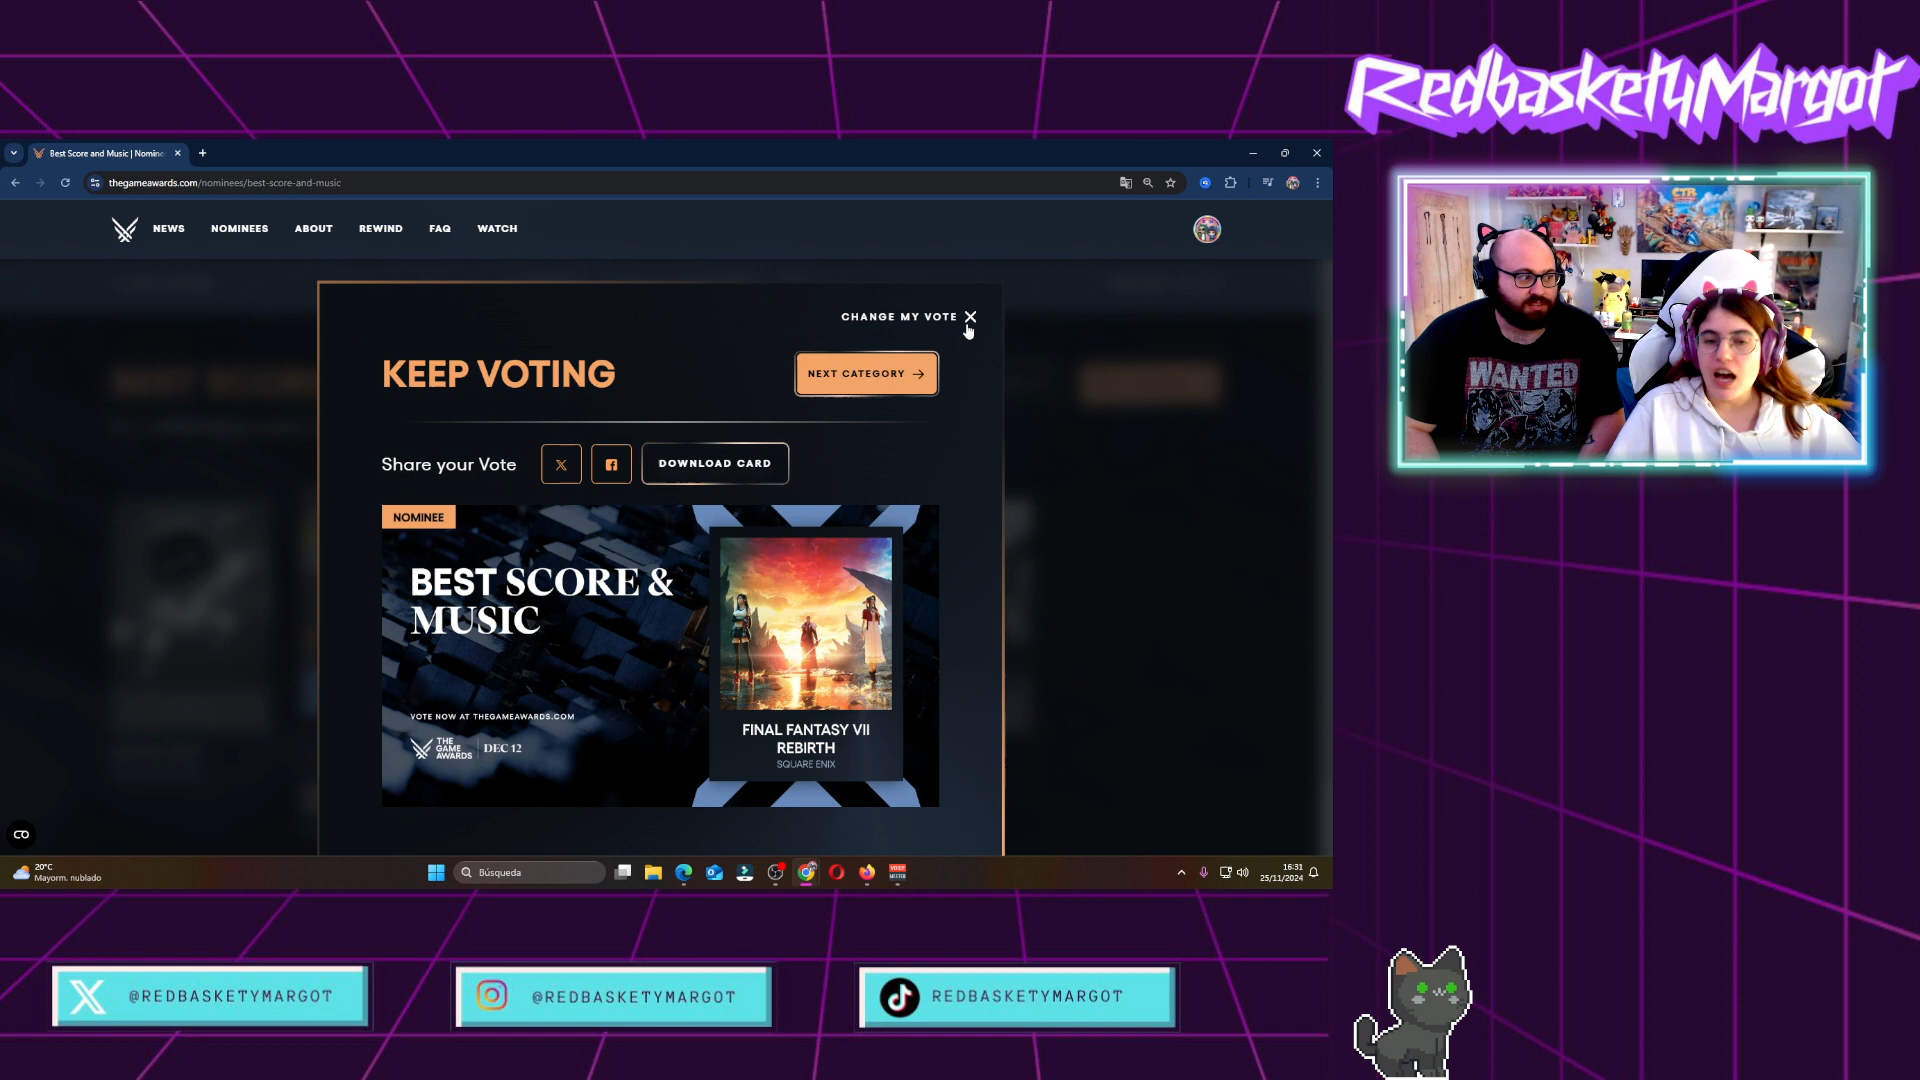 RedbasketyMargot
Best Score and Music | Nomine
thegameawards.com/nominees/best-score-and-music
NEWS
NOMINEES
ABOUT
REWIND
FAQ
WATCH
CHANGE MY VOTE
KEEP VOTING
NEXT CATEGORY
Share your Vote
DOWNLOAD CARD
NOMINEE
BEST SCORE &
MUSIC
VOTE NOW AT THEGAMEAWARDS.COM
THE
GAME
AWARDS
DEC 12
FINAL FANTASY VII
REBIRTH
SQUARE ENIX
CTR
WANTED
20°C
Mayorm. nublado
Búsqueda
16:31
25/11/2024
@REDBASKETYMARGOT
@REDBASKETYMARGOT
REDBASKETYMARGOT